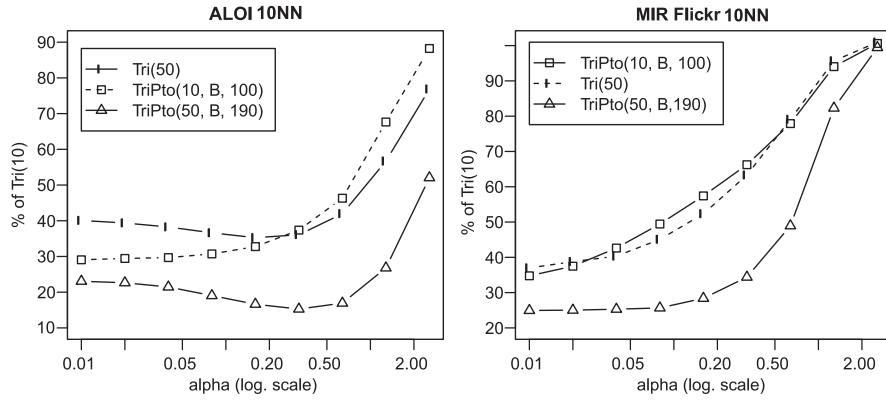 ALOI 10NN
% of Tri(10)
90
80
70
60
50
40
30
20
10
Tri(50)
TriPto(10, B, 100)
TriPto(50, B, 190)
0.01
0.05
0.20
0.50
2.00
alpha (log. scale)
MIR Flickr 10NN
% of Tri(10)
90
80
70
60
50
40
30
20
TriPto(10, B, 100)
Tri(50)
TriPto(50, B,190)
0.01
0.05
0.20
0.50
2.00
alpha (log. scale)